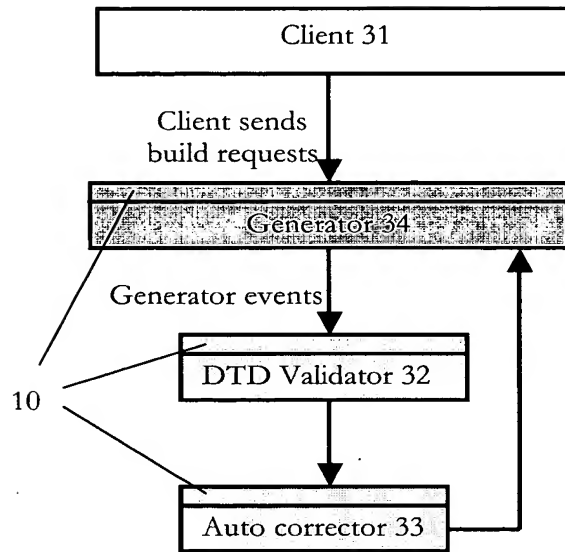 Client 31
Client sends
build requests
Generator 34
Generator events
DTD Validator 32
10
Auto corrector 33